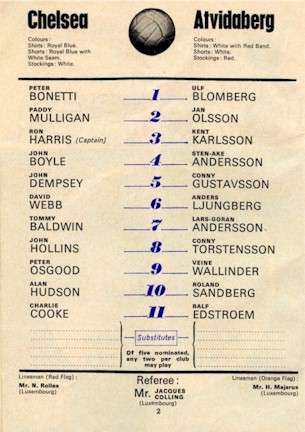 Chelsea Atvidaberg
Colours: Colours:
Shirts: Royal Blue. Shirts: White with Red Band.
Shorts: Royal Blue with Shorts: White.
White Seam. Stockings: Red.
Stockings: White.
PETER ULF
BONETTI 1 BLOMBERG
PADDY JAN
MULLIGAN 2 OLSSON
RON KENT
HARRIS (Captain) 3 KARLSSON
JOHN STEN-AKE
BOYLE 4 ANDERSSON
JOHN CONNY
DEMPSEY 5 GUSTAVSSON
DAVID ANDERS
WEBB 6 LJUNGBERG
TOMMY LARS-GORAN
BALDWIN 7 ANDERSSON
JOHN CONNY
HOLLINS 8 TORSTENSSON
PETER VEINE
OSGOOD 9 WALLINDER
ALAN ROLAND
HUDSON 10 SANDBERG
CHARLIE RALF
COOKE 11 EDSTROEM
Substitutes
Of five nominated,
any two per club
may play
Linesman (Red Flag): Referee: Linesman (Orange Flag):
Mr. N. Rolles Mr. JACQUES COLLING Mr. H. Majerus
(Luxembourg) (Luxembourg) (Luxembourg)
2